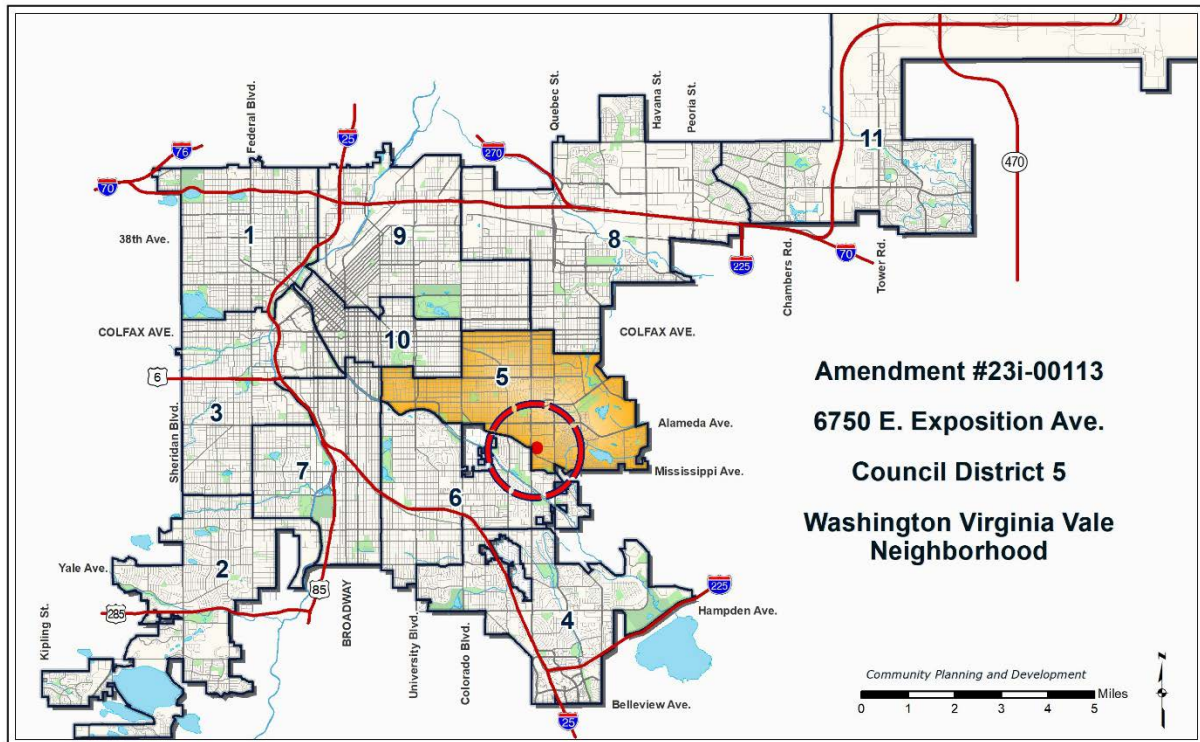 Federal Blvd.
Quebec St.
Havana St.
Peoria St.
76
25
270
70
11
470
38th Ave.
1
9
8
225
70
Chambers Rd.
Tower Rd.
COLFAX AVE.
10
COLFAX AVE.
6
5
3
Sheridan Blvd.
Alameda Ave.
Mississippi Ave.
7
6
Yale Ave.
2
85
BROADWAY
University Blvd.
Colorado Blvd.
285
Kipling St.
4
225
Hampden Ave.
Belleview Ave.
25
Amendment #23i-00113
6750 E. Exposition Ave.
Council District 5
Washington Virginia Vale
Neighborhood
Community Planning and Development
Miles
0 1 2 3 4 5
z